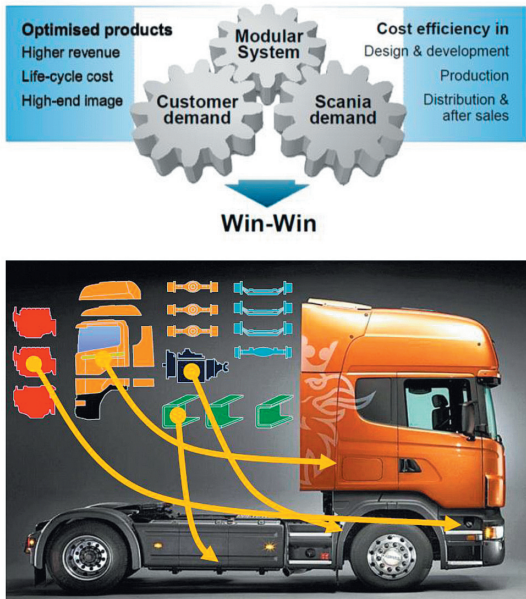 Optimised products
Higher revenue
Life-cycle cost
High-end image
Modular
System
Customer
demand
Scania
demand
Cost efficiency in
Design & development
Production
Distribution &
after sales
Win-Win